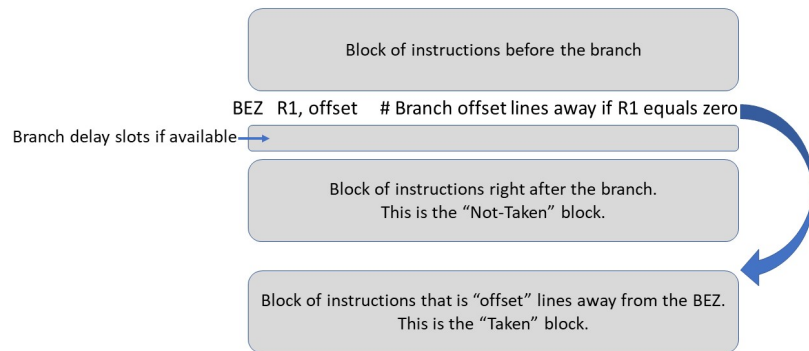 Block of instructions before the branch
BEZ R1, offset # Branch offset lines away if R1 equals zero
Branch delay slots if available
Block of instructions right after the branch.
This is the “Not-Taken” block.
Block of instructions that is “offset” lines away from the BEZ.
This is the “Taken” block.